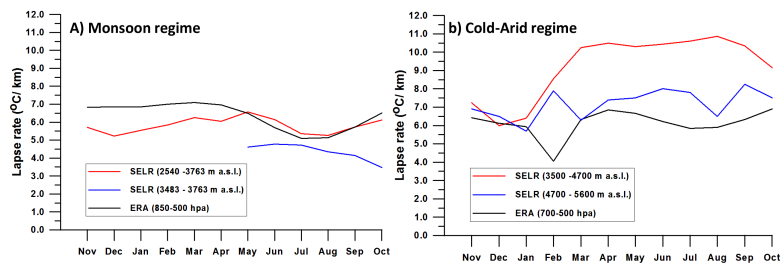 A) Monsoon regime
Lapse rate (⁰C/ km)
12.0
11.0
10.0
9.0
8.0
7.0
6.0
5.0
4.0
3.0
2.0
1.0
0.0
SELR (2540 -3763 m a.s.l.)
SELR (3483 - 3763 m a.s.l.)
ERA (850-500 hpa)
Nov Dec Jan Feb Mar Apr May Jun Jul Aug Sep Oct
b) Cold-Arid regime
Lapse rate (⁰C/ km)
12.0
11.0
10.0
9.0
8.0
7.0
6.0
5.0
4.0
3.0
2.0
1.0
0.0
SELR (3500 -4700 m a.s.l.)
SELR (4700 - 5600 m a.s.l.)
ERA (700-500 hpa)
Nov Dec Jan Feb Mar Apr May Jun Jul Aug Sep Oct